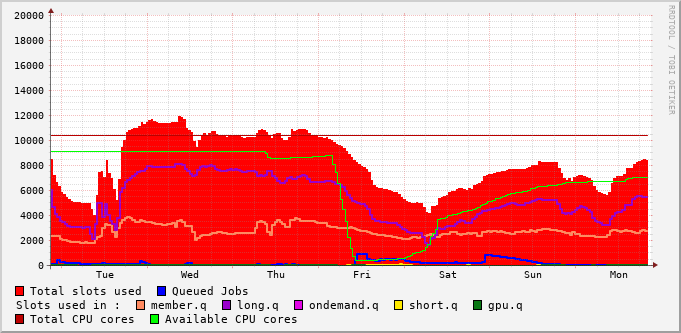 RRDTOOL / TOBI OETIKER
20000
18000
16000
14000
12000
10000
8000
6000
4000
2000
0
Tue Wed Thu Fri Sat Sun Mon
Total slots used Queued Jobs
Slots used in : member.q long.q ondemand.q short.q gpu.q
Total CPU cores Available CPU cores